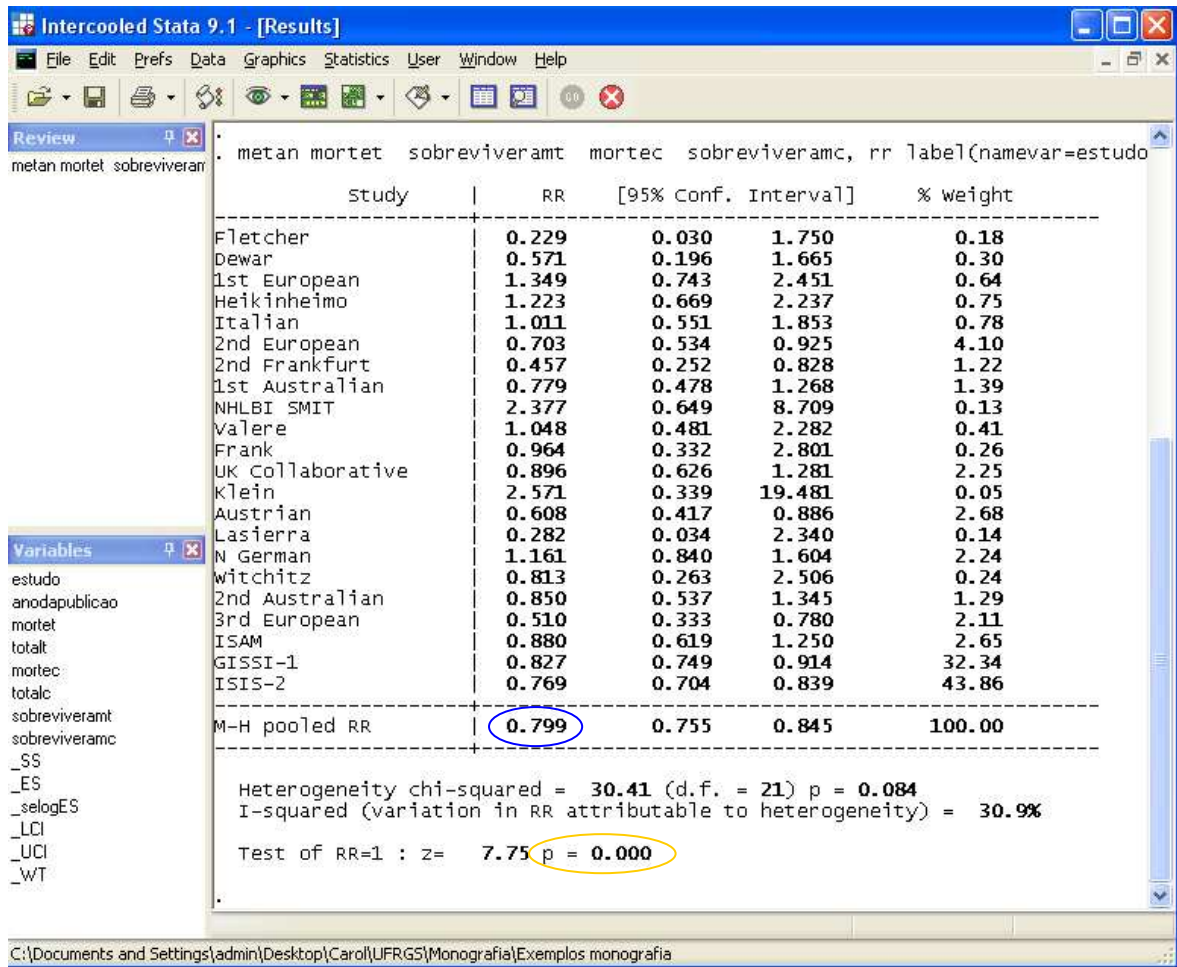 Intercooled Stata 9.1 - [Results]
File Edit Prefs Data Graphics Statistics User Window Help
Review
metan mortet sobreviveram
.
. metan mortet sobreviveramt mortec sobreviveramc, rr label(namevar=estudo
Study | RR [95% Conf. Interval] % Weight
Fletcher | 0.229 0.030 1.750 0.18
Dewar | 0.571 0.196 1.665 0.30
1st European | 1.349 0.743 2.451 0.64
Heikinheimo | 1.223 0.669 2.237 0.75
Italian | 1.011 0.551 1.853 0.78
2nd European | 0.703 0.534 0.925 4.10
2nd Frankfurt | 0.457 0.252 0.828 1.22
1st Australian | 0.779 0.478 1.268 1.39
NHLBI SMIT | 2.377 0.649 8.709 0.13
Valere | 1.048 0.481 2.282 0.41
Frank | 0.964 0.332 2.801 0.26
UK Collaborative | 0.896 0.626 1.281 2.25
Klein | 2.571 0.339 19.481 0.05
Austrian | 0.608 0.417 0.886 2.68
Lasierra | 0.282 0.034 2.340 0.14
N German | 1.161 0.840 1.604 2.24
Witchitz | 0.813 0.263 2.506 0.24
2nd Australian | 0.850 0.537 1.345 1.29
3rd European | 0.510 0.333 0.780 2.11
ISAM | 0.880 0.619 1.250 2.65
GISSI-1 | 0.827 0.749 0.914 32.34
ISIS-2 | 0.769 0.704 0.839 43.86
M-H pooled RR | 0.799 0.755 0.845 100.00
Heterogeneity chi-squared = 30.41 (d.f. = 21) p = 0.084
I-squared (variation in RR attributable to heterogeneity) = 30.9%
Test of RR=1 : z= 7.75 p = 0.000
.
Variables
estudo
anodapublicao
mortet
totalt
mortec
totalc
sobreviveramt
sobreviveramc
_SS
_ES
_selogES
_LCI
_UCI
_WT
C:\Documents and Settings\admin\Desktop\Carol\UFRGS\Monografia\Exemplos monografia